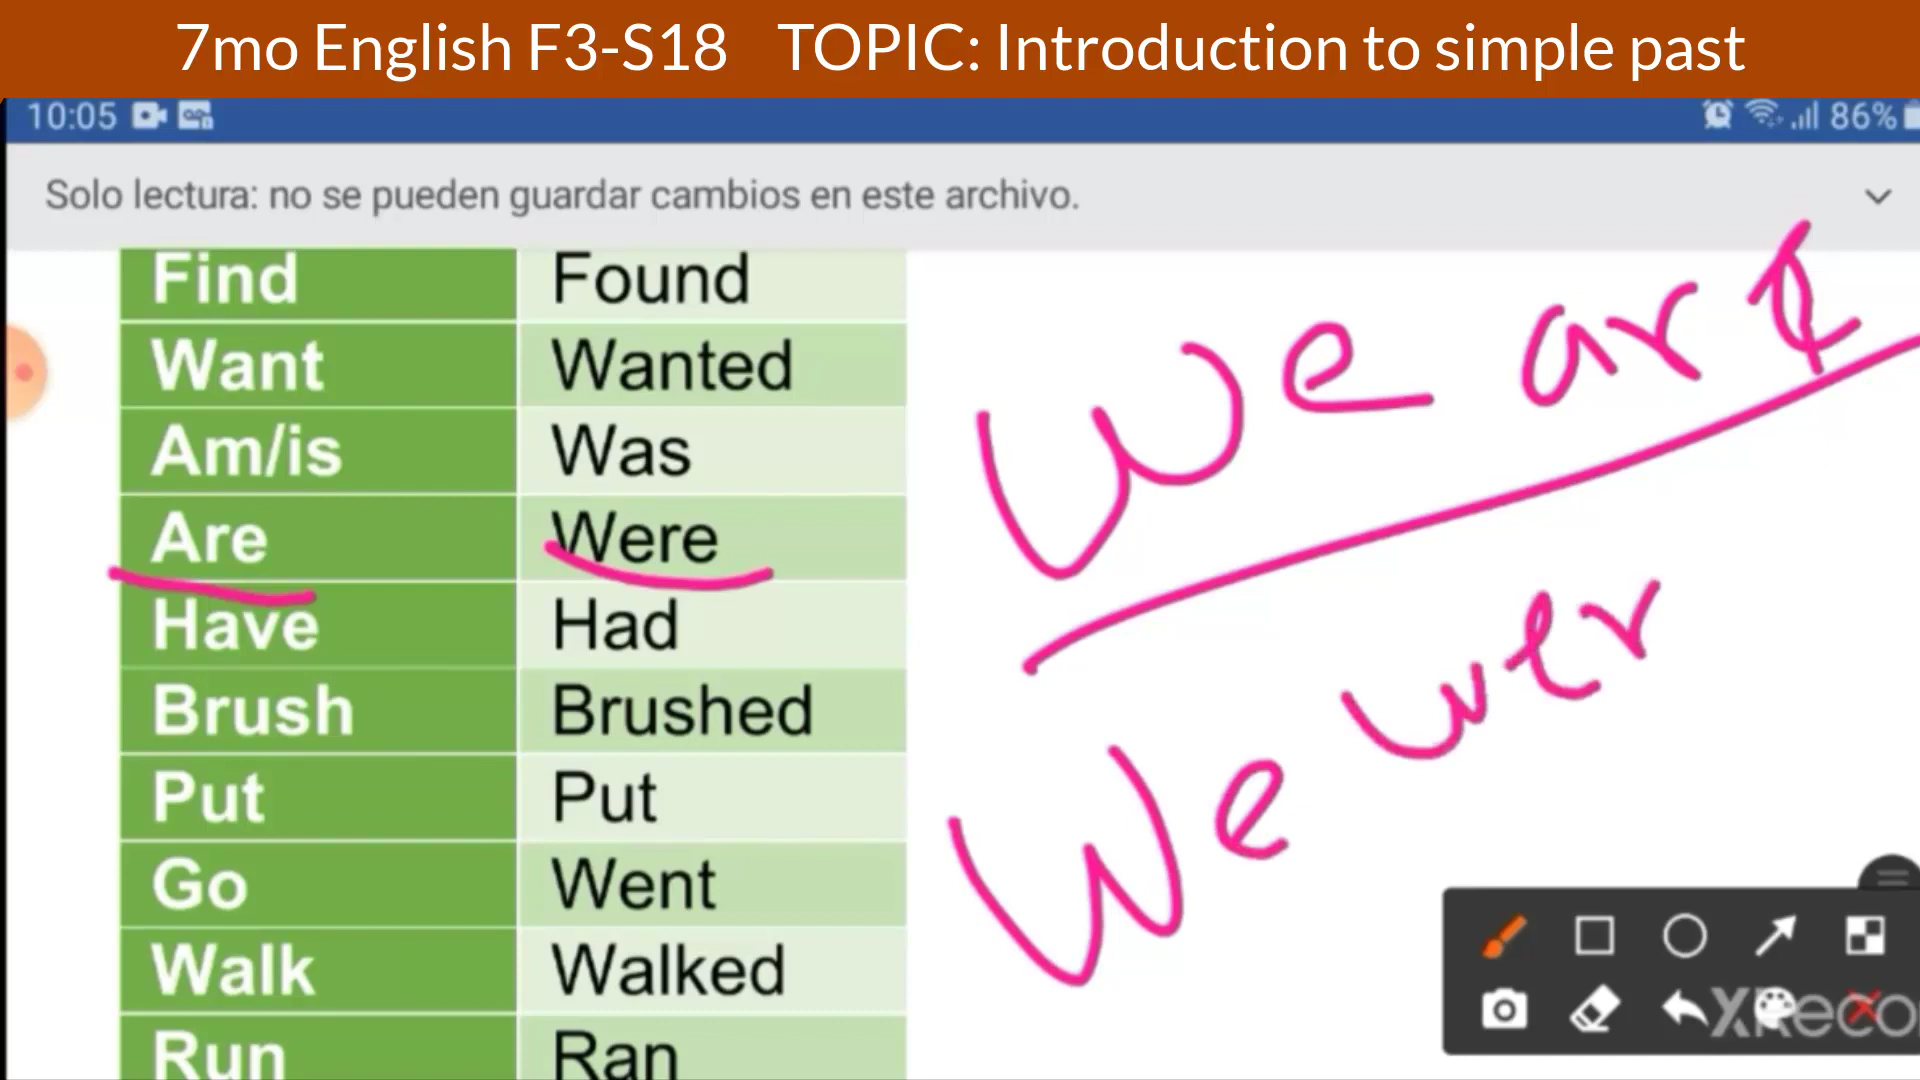 7mo English F3-S18 TOPIC: Introduction to simple past
10:05 86%
Solo lectura: no se pueden guardar cambios en este archivo.
Find Found
Want Wanted
Am/is Was
Are Were
Have Had
Brush Brushed
Put Put
Go Went
Walk Walked
Run Ran
We are
We wer
XReco